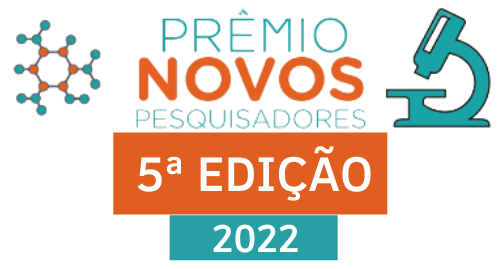 PRÊMIO
NOVOS
PESQUISADORES
5ª EDIÇÃO
2022